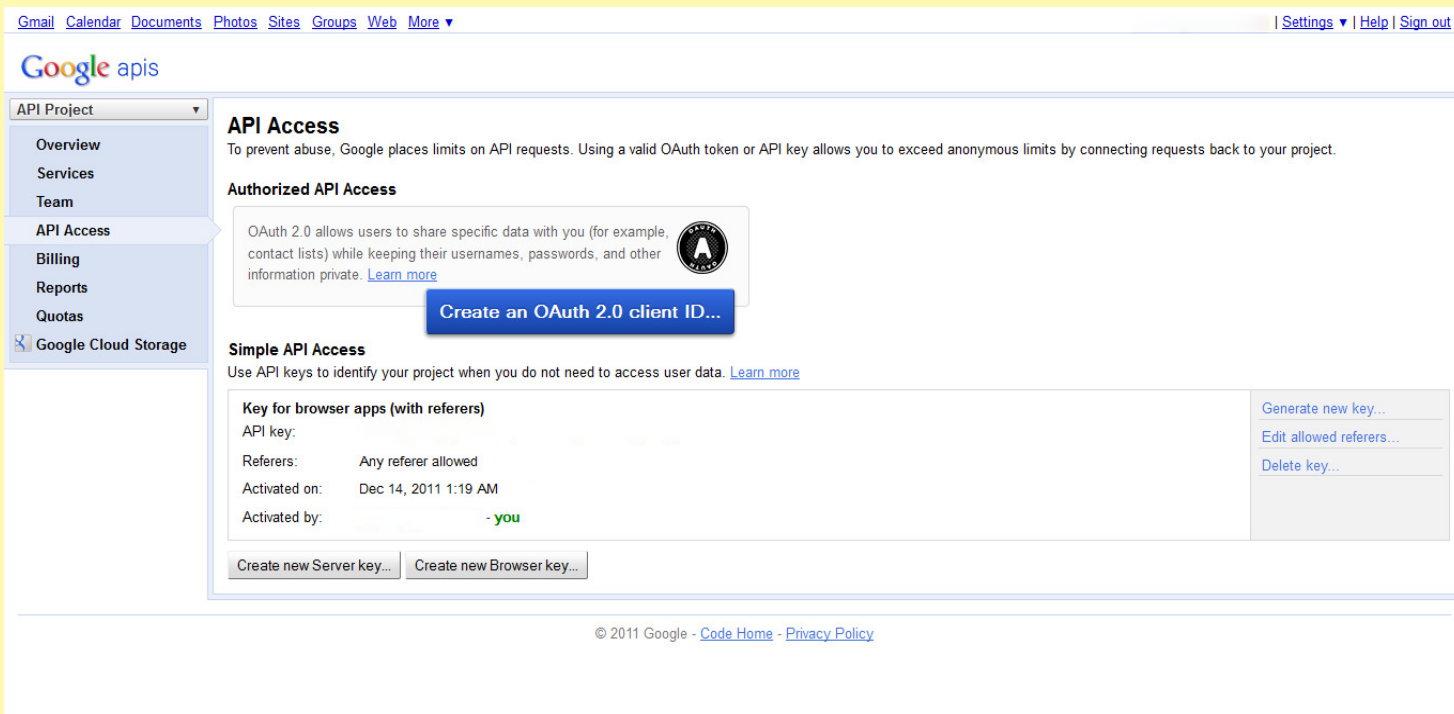 Gmail Calendar Documents Photos Sites Groups Web More ▼ | Settings ▼ | Help | Sign out
Google apis
API Project ▼
Overview
Services
Team
API Access
Billing
Reports
Quotas
Google Cloud Storage
API Access
To prevent abuse, Google places limits on API requests. Using a valid OAuth token or API key allows you to exceed anonymous limits by connecting requests back to your project.
Authorized API Access
OAuth 2.0 allows users to share specific data with you (for example,
contact lists) while keeping their usernames, passwords, and other
information private. Learn more
OAUTH
A
OAUTH
Create an OAuth 2.0 client ID...
Simple API Access
Use API keys to identify your project when you do not need to access user data. Learn more
Key for browser apps (with referers)
API key:
Referers: Any referer allowed
Activated on: Dec 14, 2011 1:19 AM
Activated by: - you
Generate new key...
Edit allowed referers...
Delete key...
Create new Server key... Create new Browser key...
© 2011 Google - Code Home - Privacy Policy